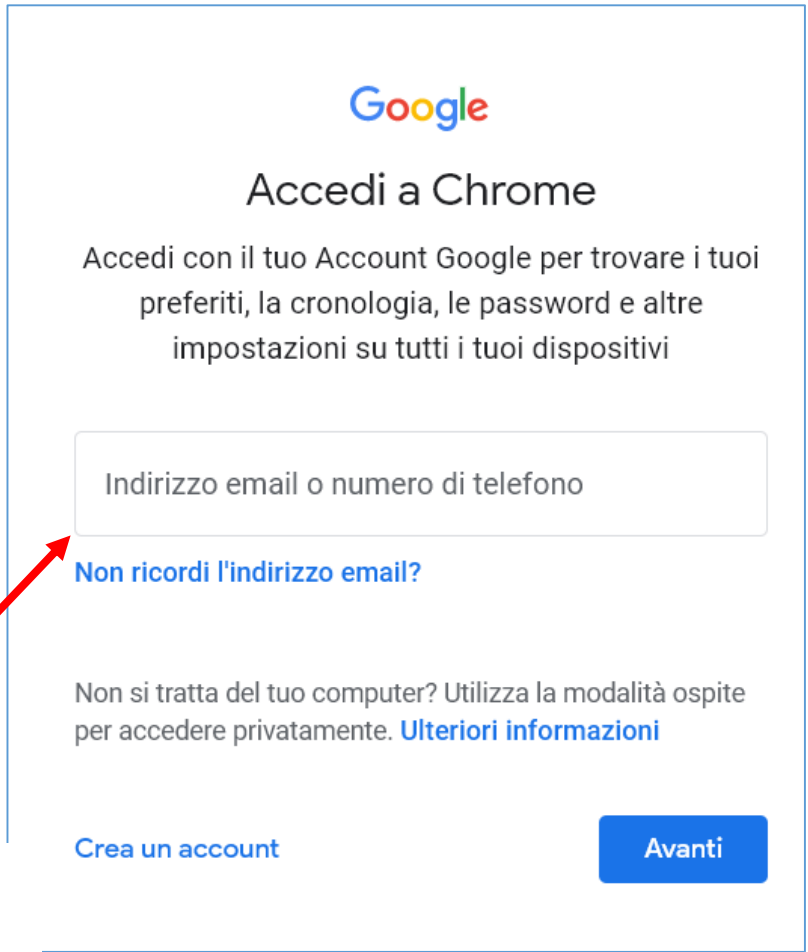 Google
Accedi a Chrome
Accedi con il tuo Account Google per trovare i tuoi
preferiti, la cronologia, le password e altre
impostazioni su tutti i tuoi dispositivi
Indirizzo email o numero di telefono
Non ricordi l'indirizzo email?
Non si tratta del tuo computer? Utilizza la modalità ospite
per accedere privatamente. Ulteriori informazioni
Crea un account
Avanti